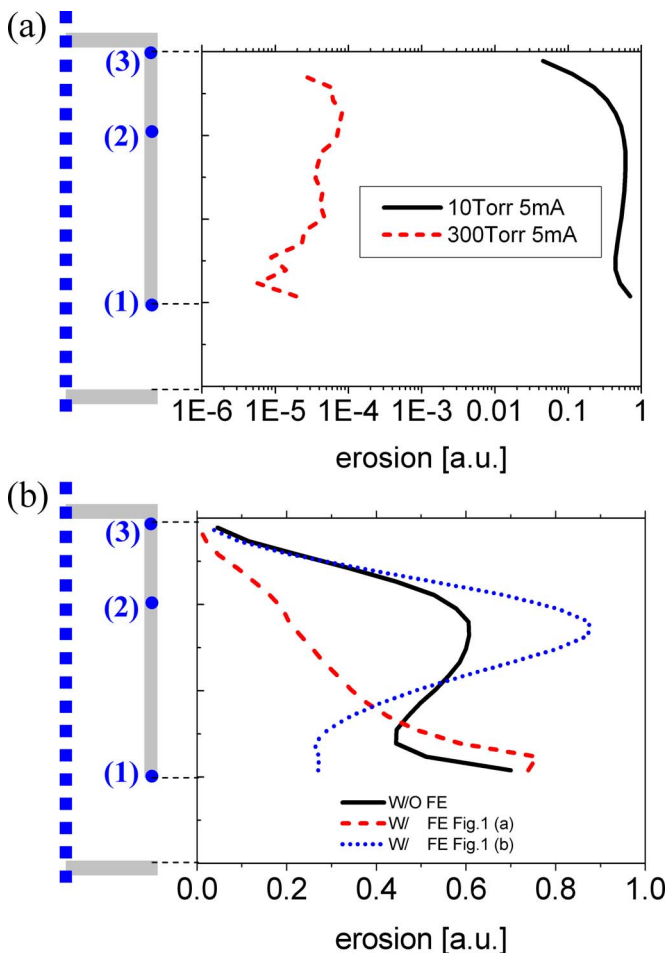 (a)
(3)
(2)
(1)
10Torr 5mA
300Torr 5mA
1E-6 1E-5 1E-4 1E-3 0.01 0.1 1
erosion [a.u.]
(b)
(3)
(2)
(1)
W/O FE
W/ FE Fig.1 (a)
W/ FE Fig.1 (b)
0.0 0.2 0.4 0.6 0.8 1.0
erosion [a.u.]